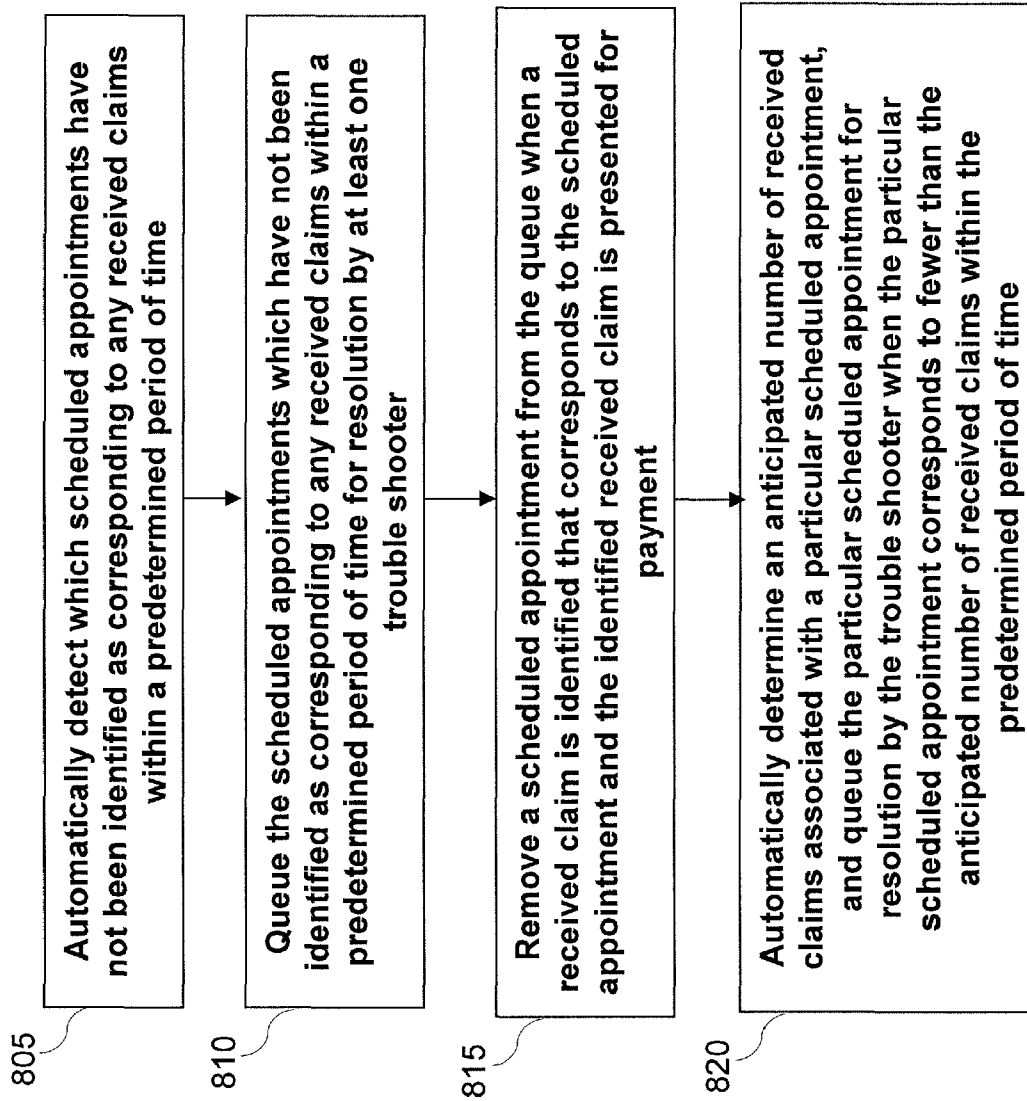 805
Automatically detect which scheduled appointments have
not been identified as corresponding to any received claims
within a predetermined period of time
810
Queue the scheduled appointments which have not been
identified as corresponding to any received claims within a
predetermined period of time for resolution by at least one
trouble shooter
815
Remove a scheduled appointment from the queue when a
received claim is identified that corresponds to the scheduled
appointment and the identified received claim is presented for
payment
820
Automatically determine an anticipated number of received
claims associated with a particular scheduled appointment,
and queue the particular scheduled appointment for
resolution by the trouble shooter when the particular
scheduled appointment corresponds to fewer than the
anticipated number of received claims within the
predetermined period of time